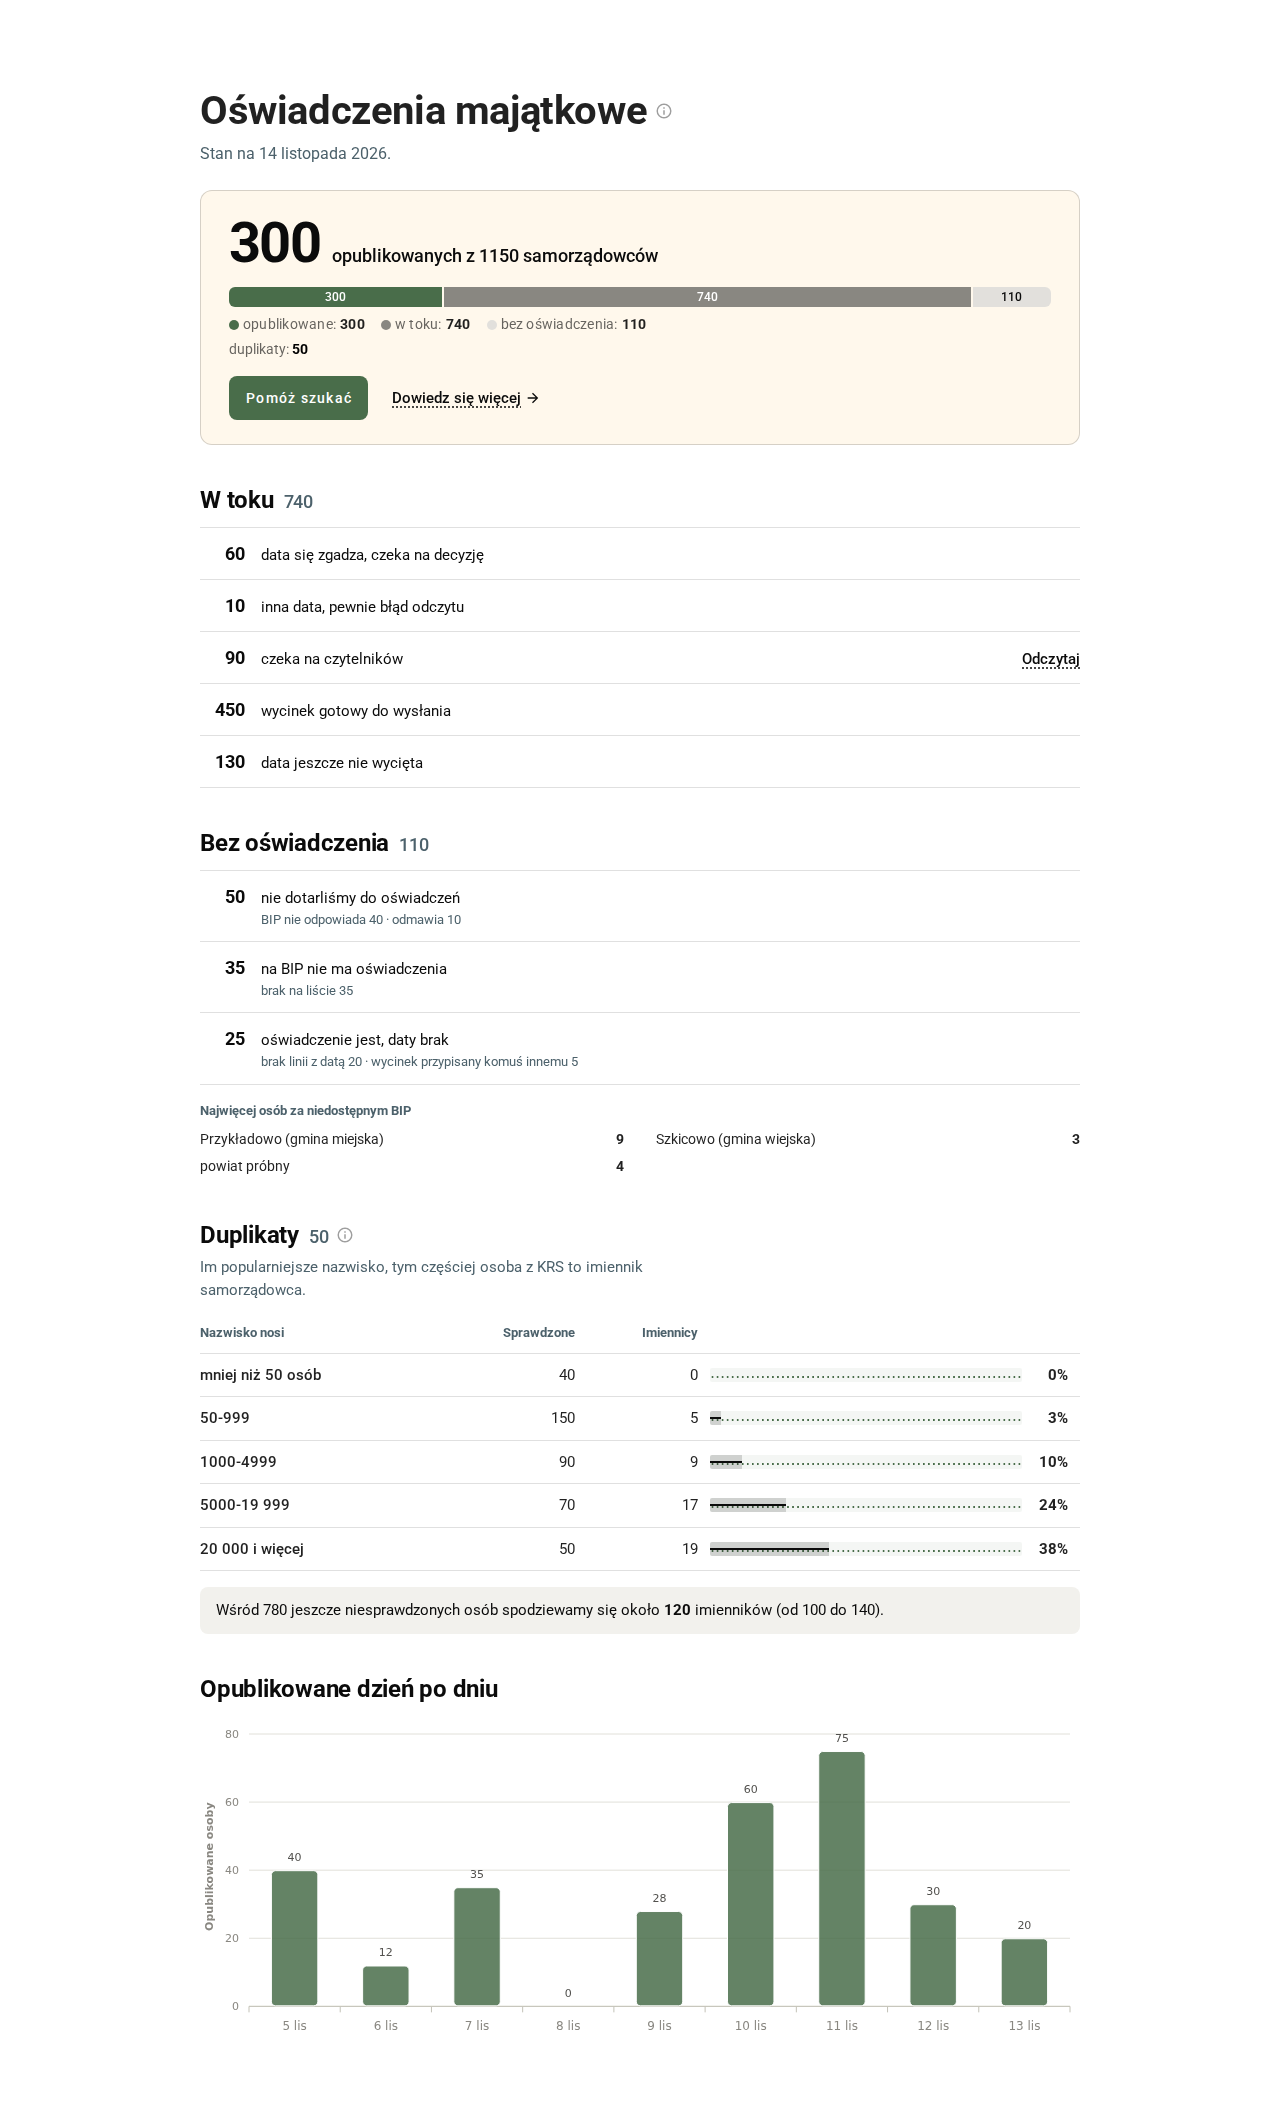 Oświadczenia majątkowe
Stan na 14 listopada 2026.
300 opublikowanych z 1150 samorządowców
300 740 110
opublikowane: 300 w toku: 740 bez oświadczenia: 110
duplikaty: 50
Pomóż szukać Dowiedz się więcej →
W toku 740
60 data się zgadza, czeka na decyzję
10 inna data, pewnie błąd odczytu
90 czeka na czytelników Odczytaj
450 wycinek gotowy do wysłania
130 data jeszcze nie wycięta
Bez oświadczenia 110
50 nie dotarliśmy do oświadczeń
BIP nie odpowiada 40 · odmawia 10
35 na BIP nie ma oświadczenia
brak na liście 35
25 oświadczenie jest, daty brak
brak linii z datą 20 · wycinek przypisany komuś innemu 5
Najwięcej osób za niedostępnym BIP
Przykładowo (gmina miejska) 9 Szkicowo (gmina wiejska) 3
powiat próbny 4
Duplikaty 50
Im popularniejsze nazwisko, tym częściej osoba z KRS to imiennik
samorządowca.
Nazwisko nosi Sprawdzone Imiennicy
mniej niż 50 osób 40 0 0%
50-999 150 5 3%
1000-4999 90 9 10%
5000-19 999 70 17 24%
20 000 i więcej 50 19 38%
Wśród 780 jeszcze niesprawdzonych osób spodziewamy się około 120 imienników (od 100 do 140).
Opublikowane dzień po dniu
Opublikowane osoby
80
60
40
20
0
40 12 35 0 28 60 75 30 20
5 lis 6 lis 7 lis 8 lis 9 lis 10 lis 11 lis 12 lis 13 lis